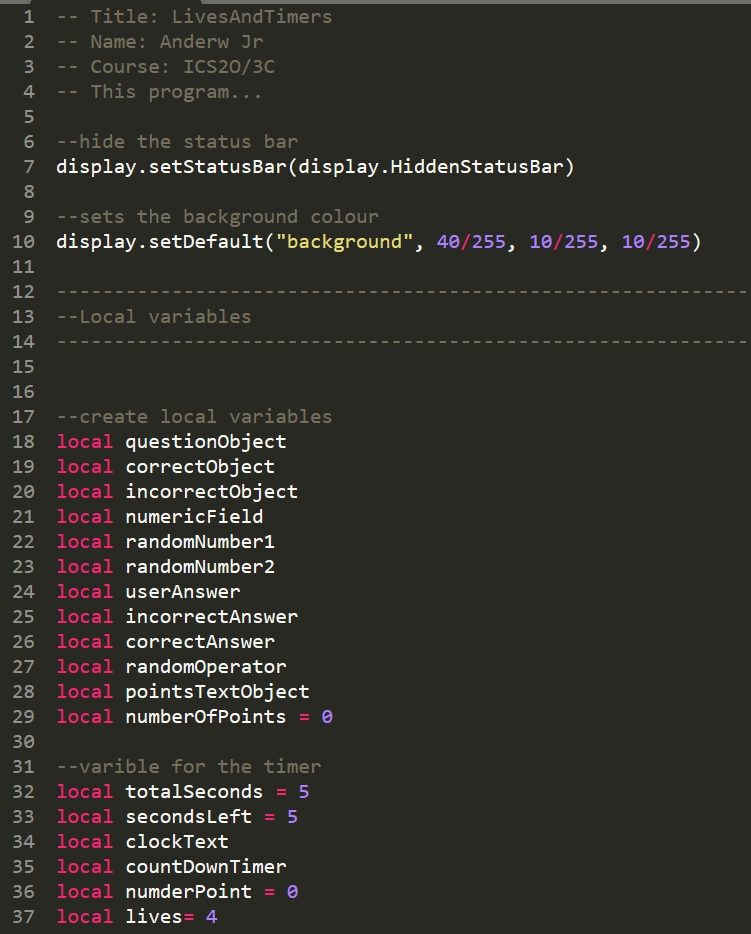 1 -- Title: LivesAndTimers
2 -- Name: Anderw Jr
3 -- Course: ICS2O/3C
4 -- This program...
5
6 --hide the status bar
7 display.setStatusBar(display.HiddenStatusBar)
8
9 --sets the background colour
10 display.setDefault("background", 40/255, 10/255, 10/255)
11
12 ------------------------------------------------------------
13 --Local variables
14 ------------------------------------------------------------
15
16
17 --create local variables
18 local questionObject
19 local correctObject
20 local incorrectObject
21 local numericField
22 local randomNumber1
23 local randomNumber2
24 local userAnswer
25 local incorrectAnswer
26 local correctAnswer
27 local randomOperator
28 local pointsTextObject
29 local numberOfPoints = 0
30
31 --varible for the timer
32 local totalSeconds = 5
33 local secondsLeft = 5
34 local clockText
35 local countDownTimer
36 local numderPoint = 0
37 local lives= 4